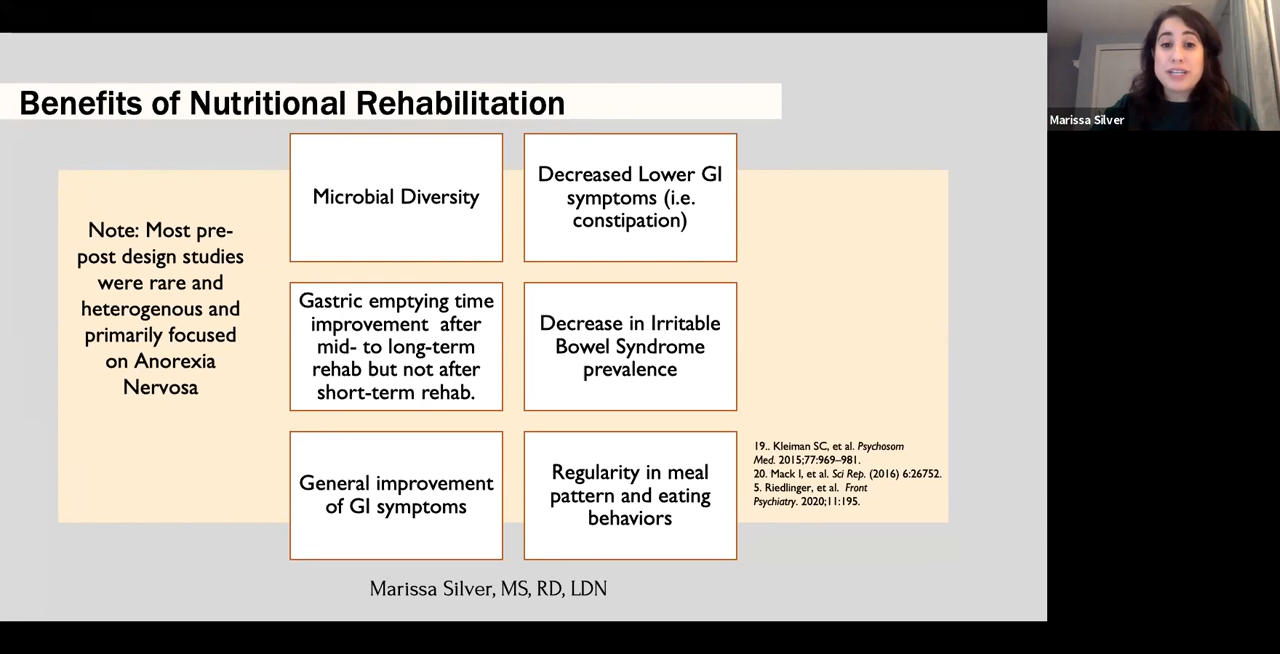 Benefits of Nutritional Rehabilitation
Note: Most pre-
post design studies
were rare and
heterogenous and
primarily focused
on Anorexia
Nervosa
Microbial Diversity
Decreased Lower GI
symptoms (i.e.
constipation)
Gastric emptying time
improvement after
mid- to long-term
rehab but not after
short-term rehab.
Decrease in Irritable
Bowel Syndrome
prevalence
General improvement
of GI symptoms
Regularity in meal
pattern and eating
behaviors
19.. Kleiman SC, et al. Psychosom
Med. 2015;77:969–981.
20. Mack I, et al. Sci Rep. (2016) 6:26752.
5. Riedlinger, et al. Front
Psychiatry. 2020;11:195.
Marissa Silver, MS, RD, LDN
Marissa Silver